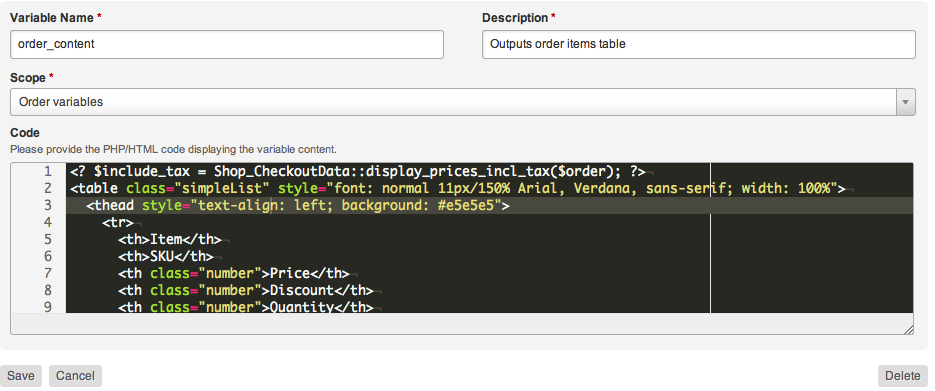 Variable Name *
Description *
order_content
Outputs order items table
Scope *
Order variables
Code
Please provide the PHP/HTML code displaying the variable content.
1 <? $include_tax = Shop_CheckoutData::display_prices_incl_tax($order); ?>¬
2 <table class="simpleList" style="font: normal 11px/150% Arial, Verdana, sans-serif; width: 100%">¬
3 <thead style="text-align: left; background: #e5e5e5">
4 <tr>¬
5 <th>Item</th>¬
6 <th>SKU</th>¬
7 <th class="number">Price</th>¬
8 <th class="number">Discount</th>¬
9 <th class="number">Quantity</th>¬
Save
Cancel
Delete